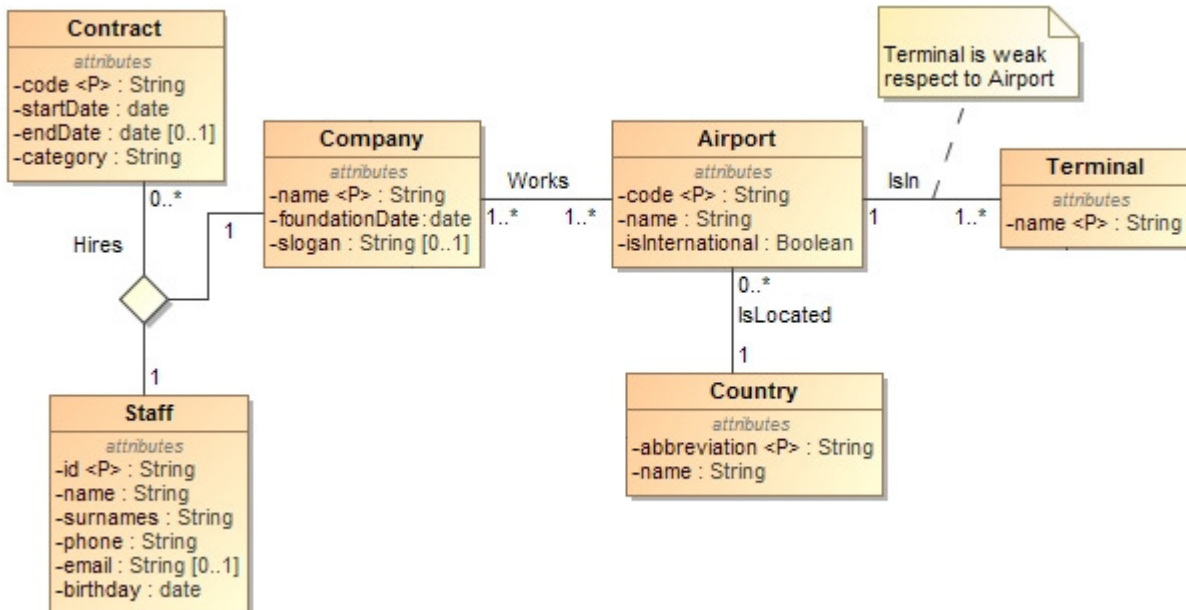 Contract
attributes
-code <P> : String
-startDate : date
-endDate : date [0..1]
-category : String
0..*
Hires
1
1
Company
attributes
-name <P> : String
-foundationDate : date
-slogan : String [0..1]
Works
1..*
1..*
Airport
attributes
-code <P> : String
-name : String
-isInternational : Boolean
Terminal is weak
respect to Airport
IsIn
1
1..*
Terminal
attributes
-name <P> : String
0..*
IsLocated
1
Country
attributes
-abbreviation <P> : String
-name : String
Staff
attributes
-id <P> : String
-name : String
-surnames : String
-phone : String
-email : String [0..1]
-birthday : date